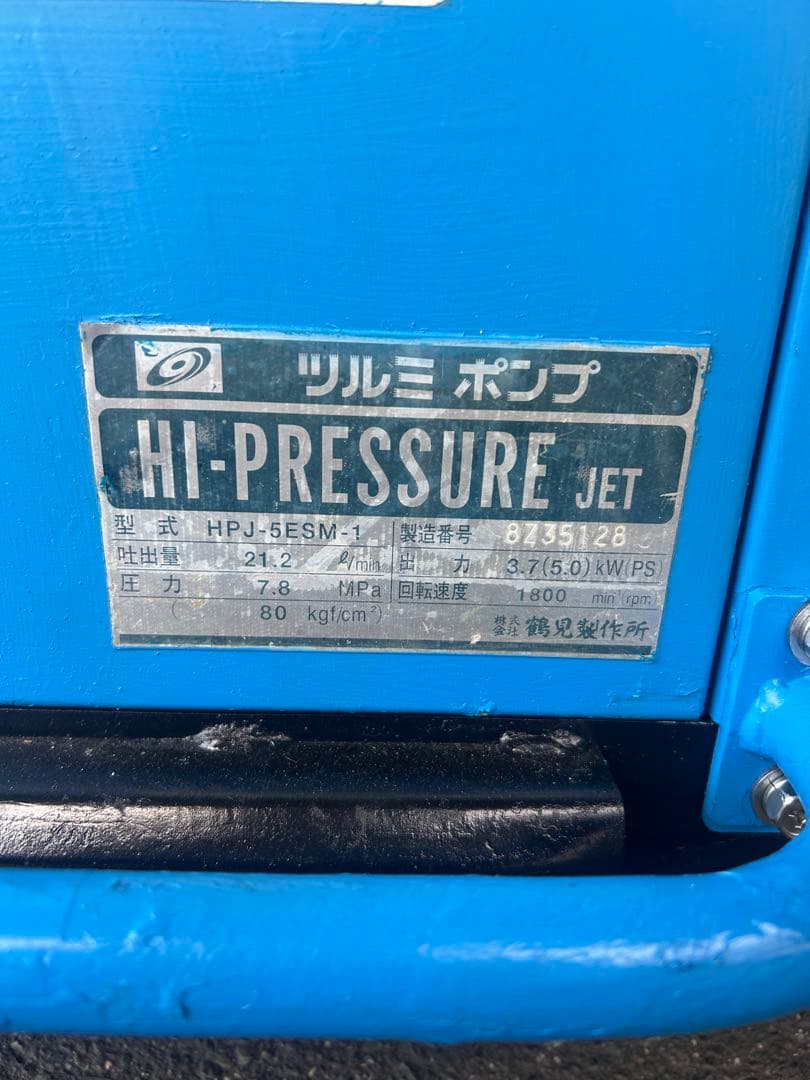 ツルミポンプ
HI-PRESSURE JET
型式 HPJ-5ESM-1 製造番号 8Z35128
吐出量 21.2 ℓ/min 出力 3.7(5.0) kW(PS)
圧力 7.8 MPa 回転速度 1800 min⁻¹(rpm)
( 80 kgf/cm²) 株式会社 鶴見製作所